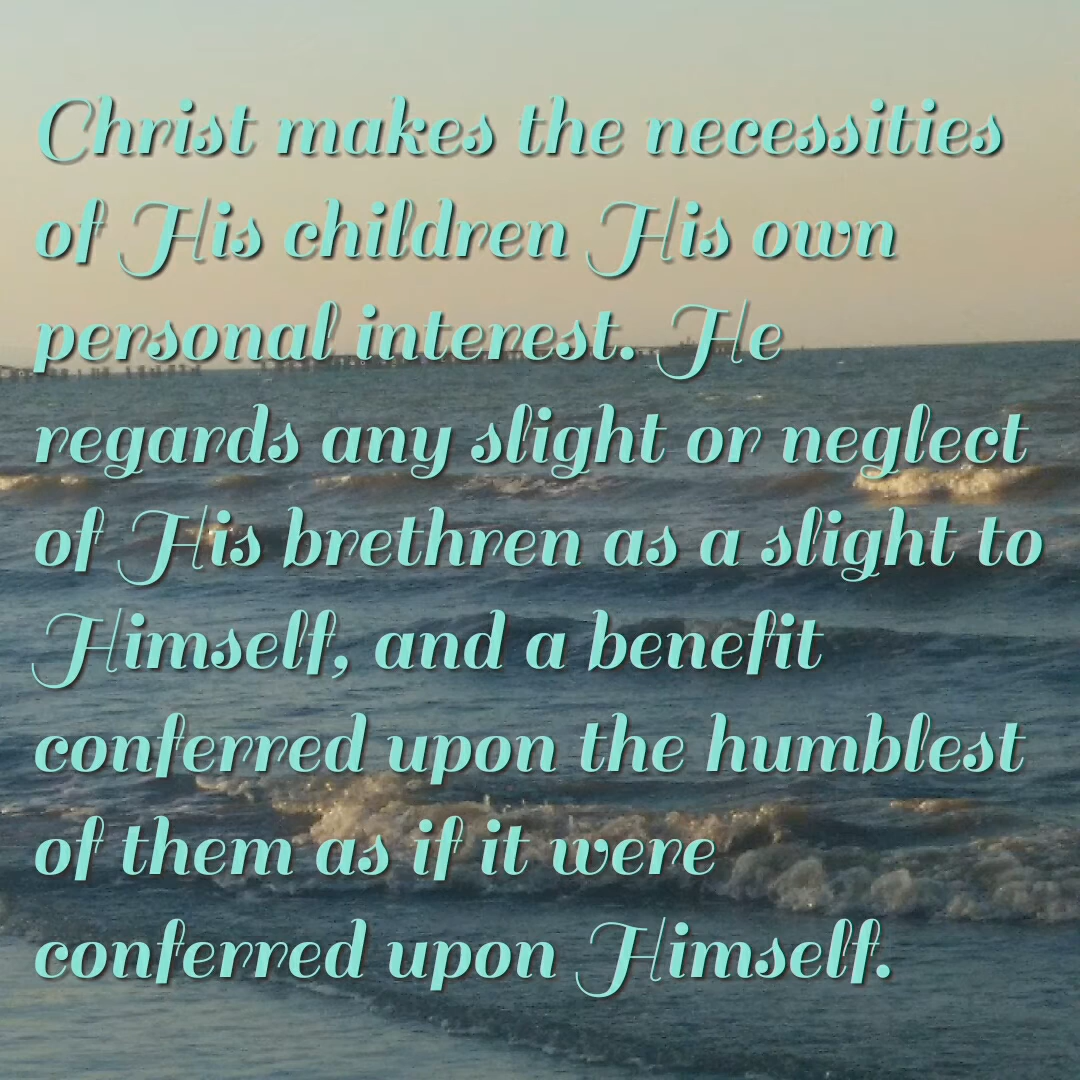 Christ makes the necessities
of His children His own
personal interest. He
regards any slight or neglect
of His brethren as a slight to
Himself, and a benefit
conferred upon the humblest
of them as if it were
conferred upon Himself.